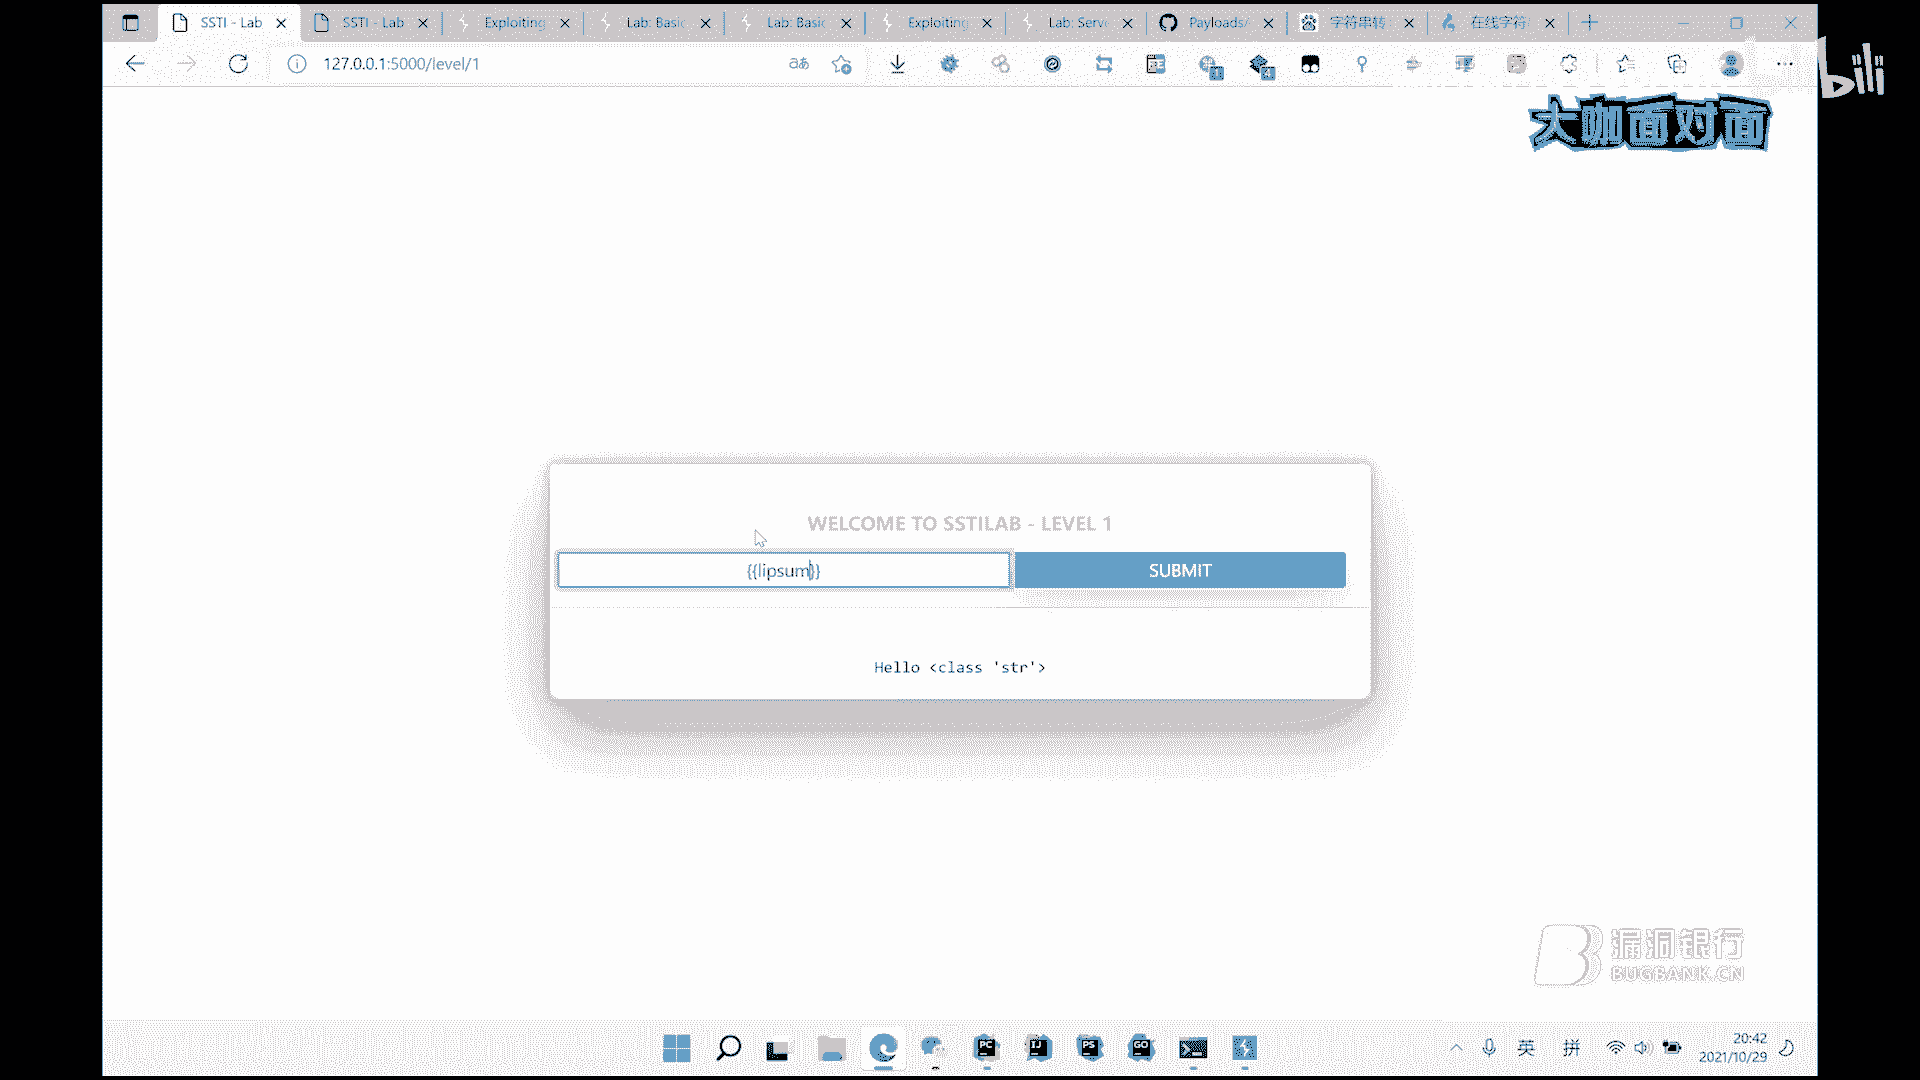 SSTI - Lab
SSTI - Lab
Exploiting
Lab: Basic
Lab: Basic
Exploiting
Lab: Serv
Payloads/
字符串转
在线字符
127.0.0.1:5000/level/1
bili
大咖面对面
WELCOME TO SSTILAB - LEVEL 1
{{lipsum}}
SUBMIT
Hello <class 'str'>
漏洞银行
BUGBANK.CN
英
拼
20:42
2021/10/29